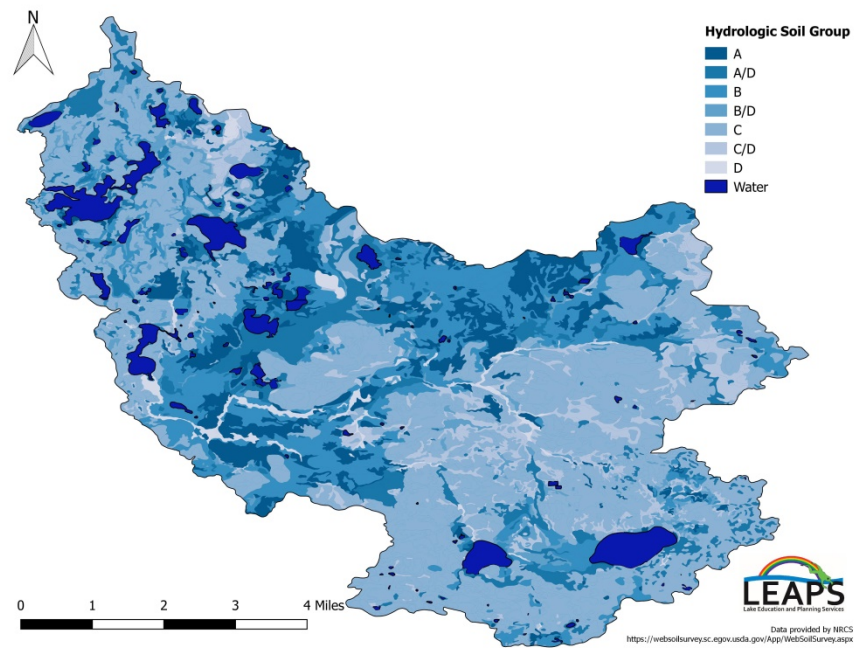 N
Hydrologic Soil Group
A
A/D
B
B/D
C
C/D
D
Water
0 1 2 3 4 Miles
LEAPS
Lake Education and Planning Services
Data provided by NRCS
https://websoilsurvey.sc.egov.usda.gov/App/WebSoilSurvey.aspx